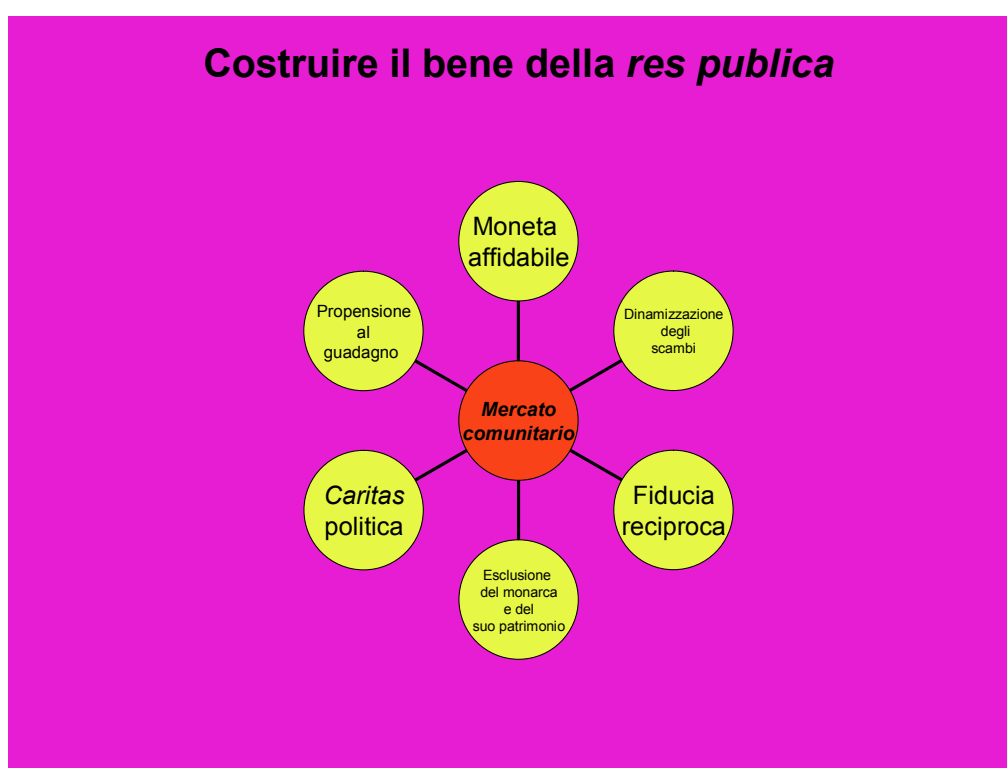 Costruire il bene della res publica
Moneta
affidabile
Propensione
al
guadagno
Dinamizzazione
degli
scambi
Mercato
comunitario
Caritas
politica
Fiducia
reciproca
Esclusione
del monarca
e del
suo patrimonio